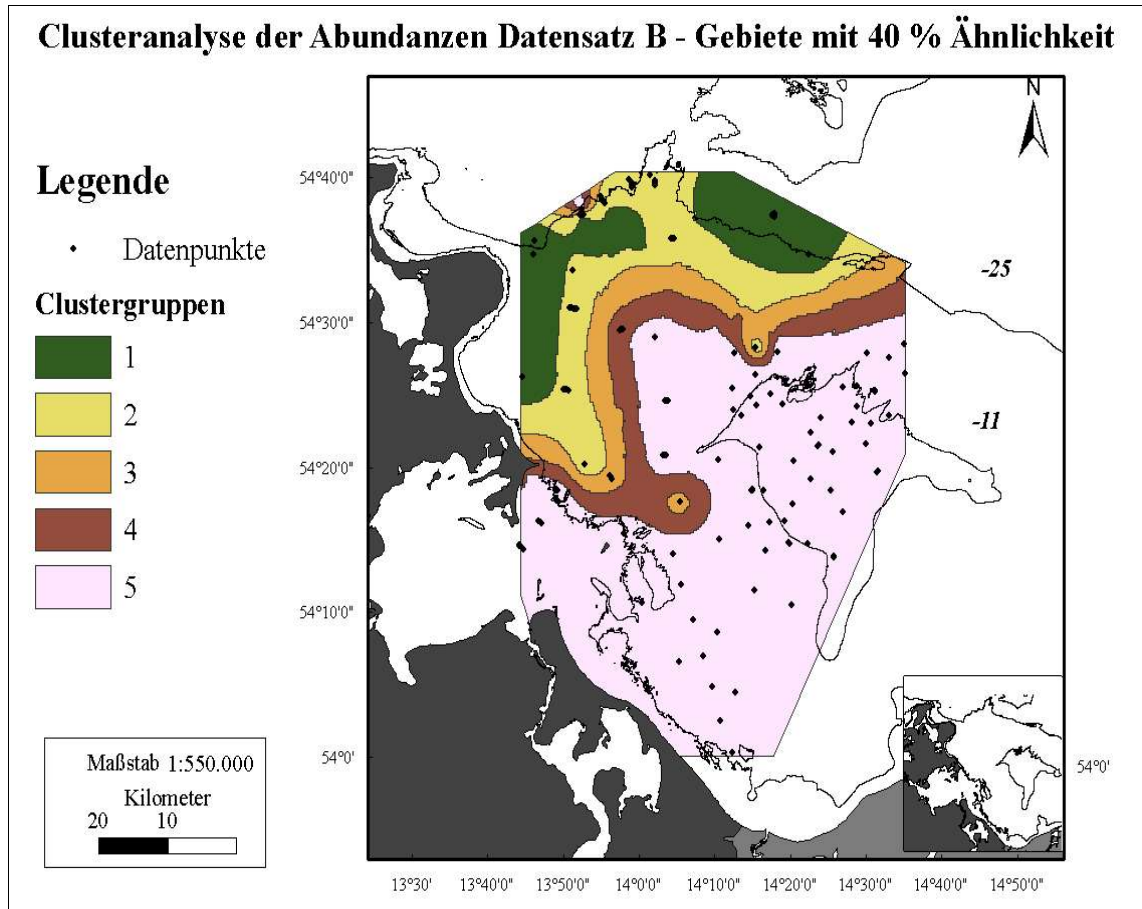 Clusteranalyse der Abundanzen Datensatz B - Gebiete mit 40 % Ähnlichkeit
Legende
Datenpunkte
Clustergruppen
1
2
3
4
5
Maßstab 1:550.000
Kilometer
20 10
N
54°40'0"
54°30'0"
54°20'0"
54°10'0"
54°0'
-25
-11
54°0'
13°30' 13°40'0" 13°50'0" 14°0'0" 14°10'0" 14°20'0" 14°30'0" 14°40'0" 14°50'0"